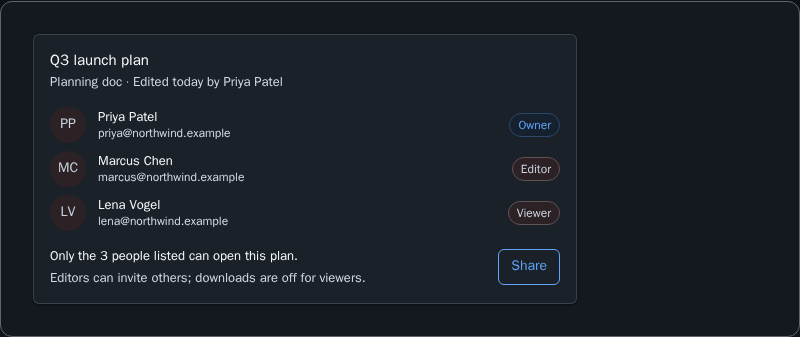 Q3 launch plan
Planning doc · Edited today by Priya Patel
PP
Priya Patel
priya@northwind.example
Owner
MC
Marcus Chen
marcus@northwind.example
Editor
LV
Lena Vogel
lena@northwind.example
Viewer
Only the 3 people listed can open this plan.
Editors can invite others; downloads are off for viewers.
Share